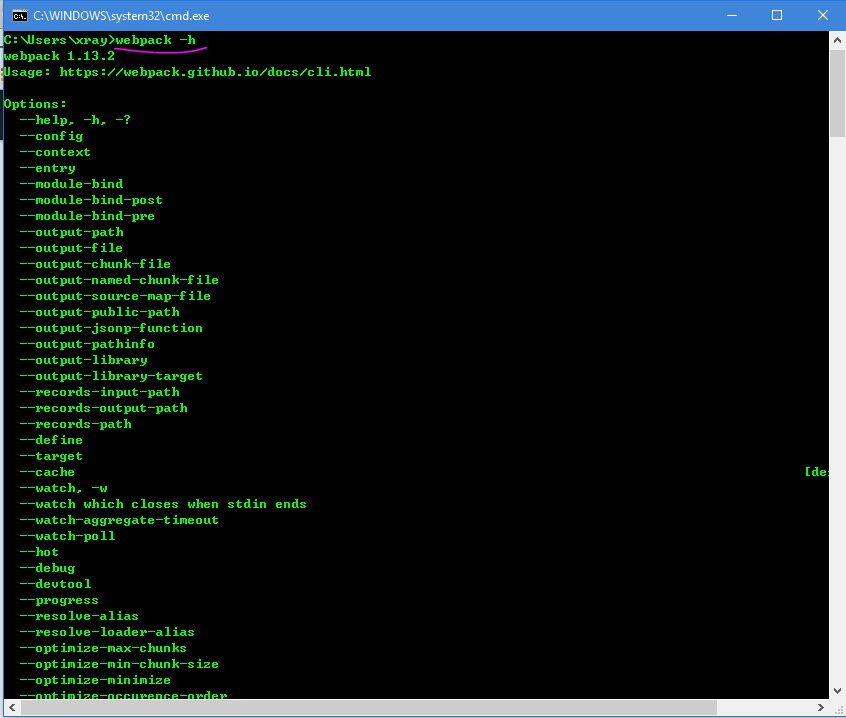 C:\WINDOWS\system32\cmd.exe
C:\Users\xray>webpack -h
webpack 1.13.2
Usage: https://webpack.github.io/docs/cli.html
Options:
--help, -h, -?
--config
--context
--entry
--module-bind
--module-bind-post
--module-bind-pre
--output-path
--output-file
--output-chunk-file
--output-named-chunk-file
--output-source-map-file
--output-public-path
--output-jsonp-function
--output-pathinfo
--output-library
--output-library-target
--records-input-path
--records-output-path
--records-path
--define
--target
--cache [de
--watch, -w
--watch which closes when stdin ends
--watch-aggregate-timeout
--watch-poll
--hot
--debug
--devtool
--progress
--resolve-alias
--resolve-loader-alias
--optimize-max-chunks
--optimize-min-chunk-size
--optimize-minimize
--optimize-occurence-order